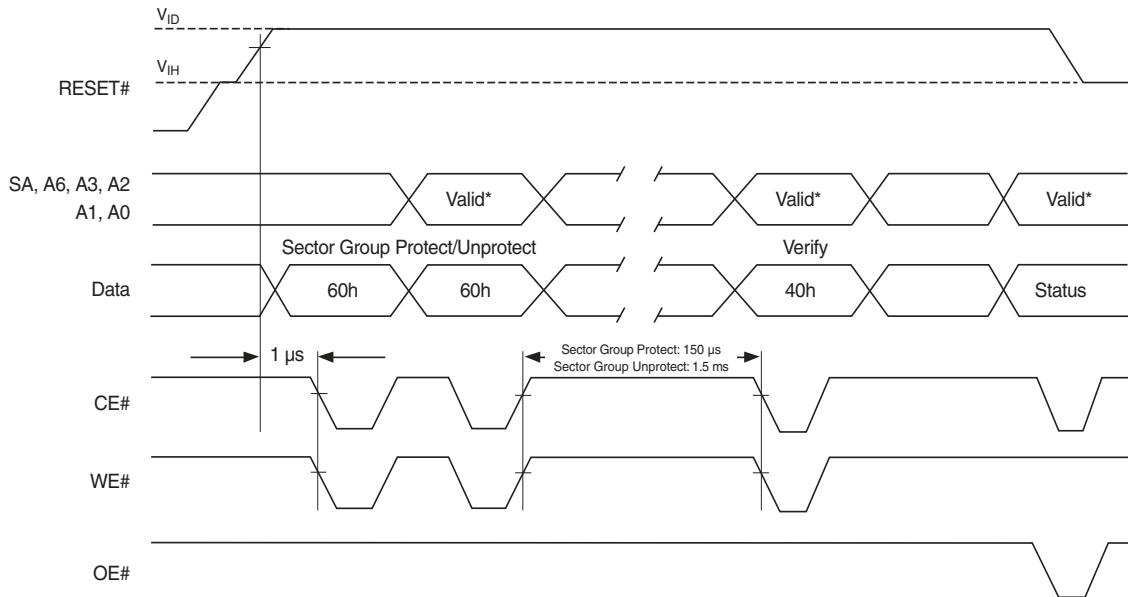 VID
VIH
RESET#
SA, A6, A3, A2
A1, A0
Valid* Valid* Valid*
Sector Group Protect/Unprotect Verify
Data 60h 60h 40h Status
1 µs
Sector Group Protect: 150 µs
Sector Group Unprotect: 1.5 ms
CE#
WE#
OE#